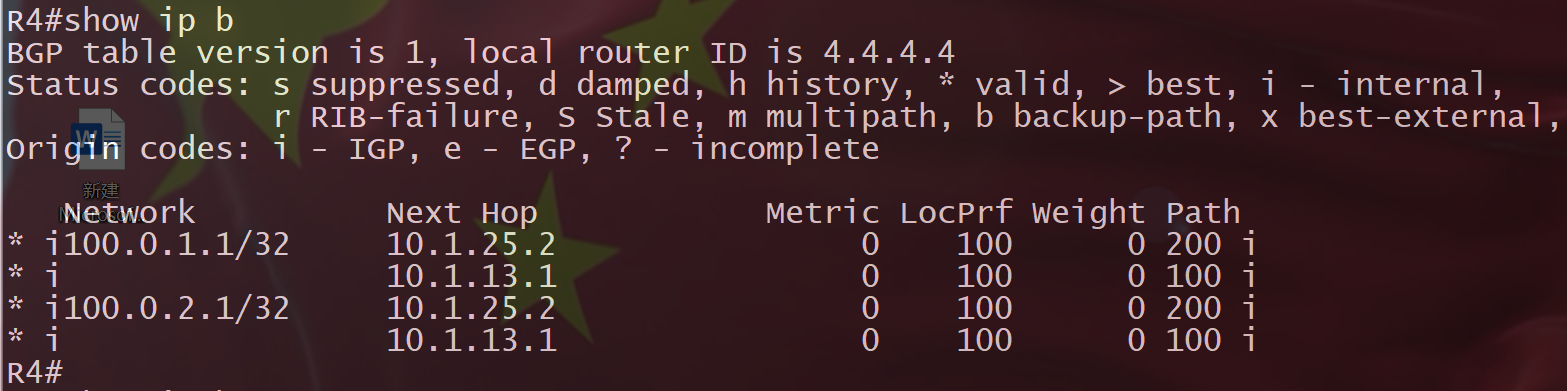 R4#show ip b
BGP table version is 1, local router ID is 4.4.4.4
Status codes: s suppressed, d damped, h history, * valid, > best, i - internal,
r RIB-failure, S Stale, m multipath, b backup-path, x best-external,
Origin codes: i - IGP, e - EGP, ? - incomplete
新建
Network Next Hop Metric LocPrf Weight Path
* i100.0.1.1/32 10.1.25.2 0 100 0 200 i
* i 10.1.13.1 0 100 0 100 i
* i100.0.2.1/32 10.1.25.2 0 100 0 200 i
* i 10.1.13.1 0 100 0 100 i
R4#